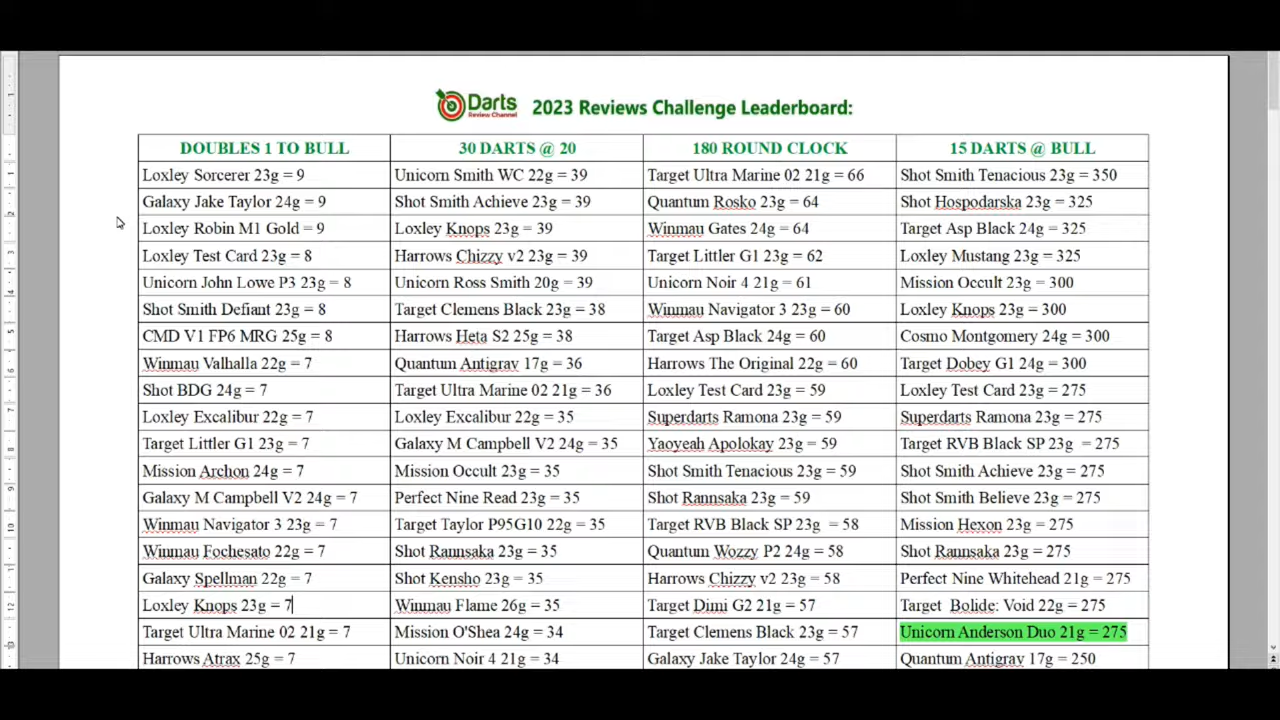 Darts
Review Channel
2023 Reviews Challenge Leaderboard:
DOUBLES 1 TO BULL 30 DARTS @ 20 180 ROUND CLOCK 15 DARTS @ BULL
Loxley Sorcerer 23g = 9 Unicorn Smith WC 22g = 39 Target Ultra Marine 02 21g = 66 Shot Smith Tenacious 23g = 350
Galaxy Jake Taylor 24g = 9 Shot Smith Achieve 23g = 39 Quantum Rosko 23g = 64 Shot Hospodarska 23g = 325
Loxley Robin M1 Gold = 9 Loxley Knops 23g = 39 Winmau Gates 24g = 64 Target Asp Black 24g = 325
Loxley Test Card 23g = 8 Harrows Chizzy v2 23g = 39 Target Littler G1 23g = 62 Loxley Mustang 23g = 325
Unicorn John Lowe P3 23g = 8 Unicorn Ross Smith 20g = 39 Unicorn Noir 4 21g = 61 Mission Occult 23g = 300
Shot Smith Defiant 23g = 8 Target Clemens Black 23g = 38 Winmau Navigator 3 23g = 60 Loxley Knops 23g = 300
CMD V1 FP6 MRG 25g = 8 Harrows Heta S2 25g = 38 Target Asp Black 24g = 60 Cosmo Montgomery 24g = 300
Winmau Valhalla 22g = 7 Quantum Antigrav 17g = 36 Harrows The Original 22g = 60 Target Dobey G1 24g = 300
Shot BDG 24g = 7 Target Ultra Marine 02 21g = 36 Loxley Test Card 23g = 59 Loxley Test Card 23g = 275
Loxley Excalibur 22g = 7 Loxley Excalibur 22g = 35 Superdarts Ramona 23g = 59 Superdarts Ramona 23g = 275
Target Littler G1 23g = 7 Galaxy M Campbell V2 24g = 35 Yaoyeah Apolokay 23g = 59 Target RVB Black SP 23g = 275
Mission Archon 24g = 7 Mission Occult 23g = 35 Shot Smith Tenacious 23g = 59 Shot Smith Achieve 23g = 275
Galaxy M Campbell V2 24g = 7 Perfect Nine Read 23g = 35 Shot Rannsaka 23g = 59 Shot Smith Believe 23g = 275
Winmau Navigator 3 23g = 7 Target Taylor P95G10 22g = 35 Target RVB Black SP 23g = 58 Mission Hexon 23g = 275
Winmau Fochesato 22g = 7 Shot Rannsaka 23g = 35 Quantum Wozzy P2 24g = 58 Shot Rannsaka 23g = 275
Galaxy Spellman 22g = 7 Shot Kensho 23g = 35 Harrows Chizzy v2 23g = 58 Perfect Nine Whitehead 21g = 275
Loxley Knops 23g = 7 Winmau Flame 26g = 35 Target Dimi G2 21g = 57 Target Bolide: Void 22g = 275
Target Ultra Marine 02 21g = 7 Mission O'Shea 24g = 34 Target Clemens Black 23g = 57 Unicorn Anderson Duo 21g = 275
Harrows Atrax 25g = 7 Unicorn Noir 4 21g = 34 Galaxy Jake Taylor 24g = 57 Quantum Antigrav 17g = 250